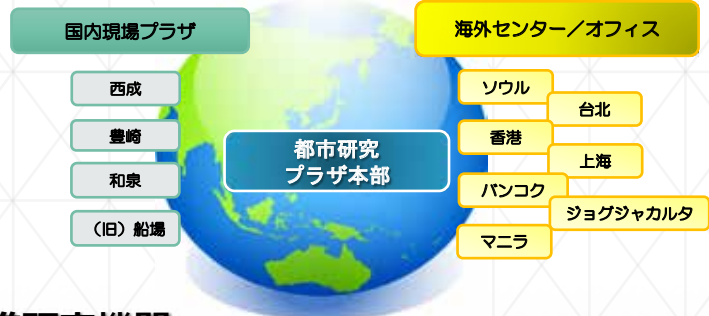 国内現場プラザ
西成
豊崎
和泉
（旧）船場
都市研究
プラザ本部
海外センター／オフィス
ソウル
台北
香港
上海
バンコク
ジョグジャカルタ
マニラ